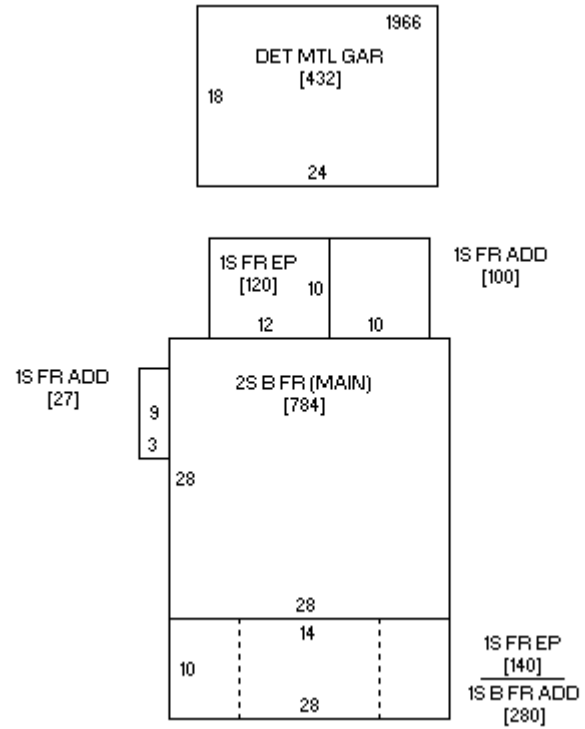 1966
DET MTL GAR
[432]
18
24
1S FR EP
[120]
10
12
10
1S FR ADD
[100]
1S FR ADD
[27]
9
3
2S B FR (MAIN)
[784]
28
28
14
10
28
1S FR EP
[140]
1S B FR ADD
[280]